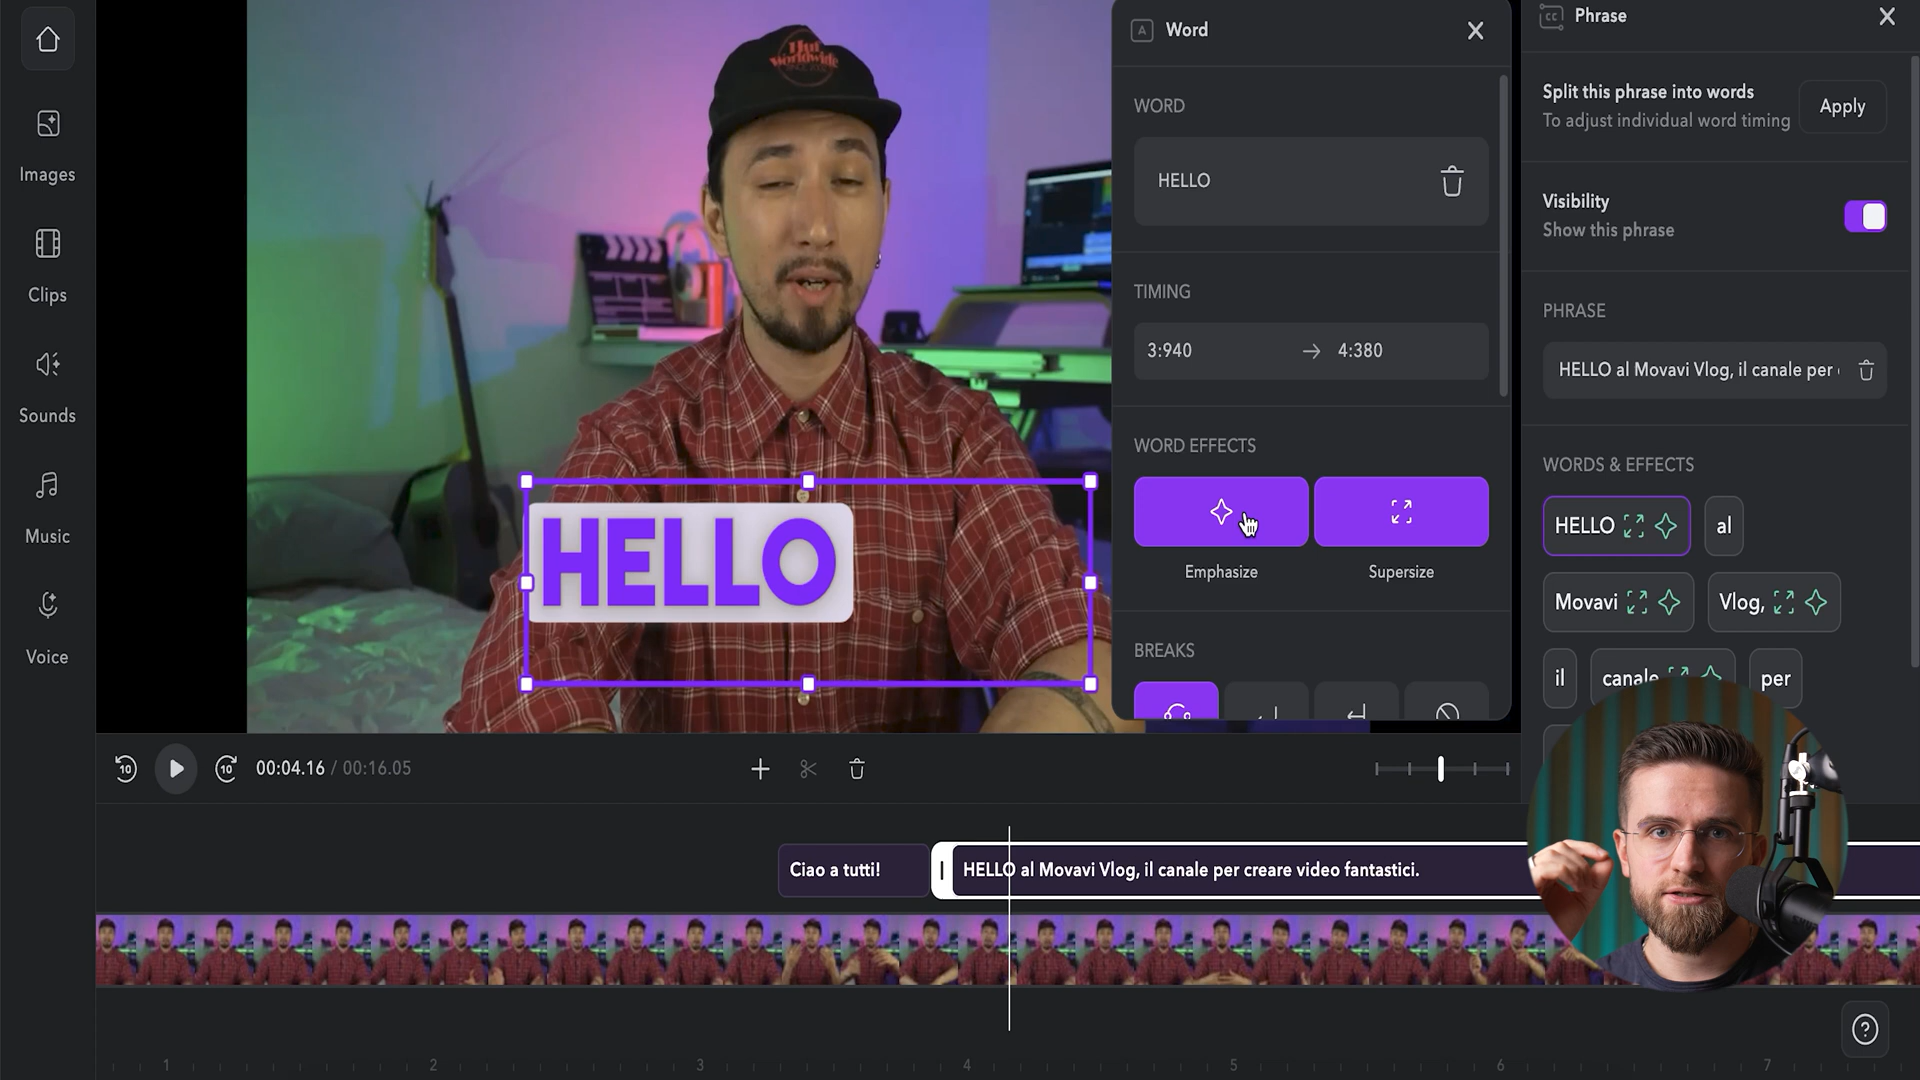 Images
Clips
Sounds
Music
Voice
Hut
worldwide
HELLO
Word
WORD
HELLO
TIMING
3:940 → 4:380
WORD EFFECTS
Emphasize
Supersize
BREAKS
Phrase
Split this phrase into words
To adjust individual word timing
Apply
Visibility
Show this phrase
PHRASE
HELLO al Movavi Vlog, il canale per
WORDS & EFFECTS
HELLO
al
Movavi
Vlog,
il
canale
per
10
10
00:04.16 / 00:16.05
Ciao a tutti!
HELLO al Movavi Vlog, il canale per creare video fantastici.
1
2
3
4
5
6
7